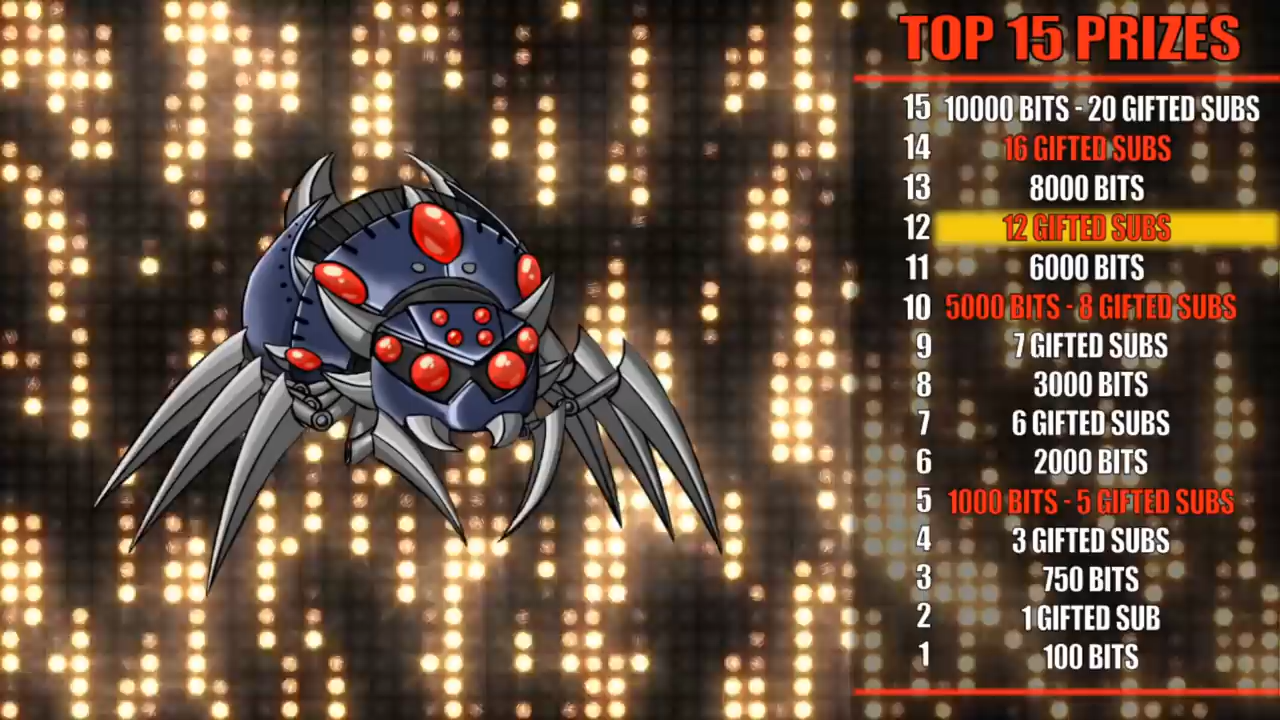 TOP 15 PRIZES
15 10000 BITS - 20 GIFTED SUBS
14 16 GIFTED SUBS
13 8000 BITS
12 12 GIFTED SUBS
11 6000 BITS
10 5000 BITS - 8 GIFTED SUBS
9 7 GIFTED SUBS
8 3000 BITS
7 6 GIFTED SUBS
6 2000 BITS
5 1000 BITS - 5 GIFTED SUBS
4 3 GIFTED SUBS
3 750 BITS
2 1 GIFTED SUB
1 100 BITS